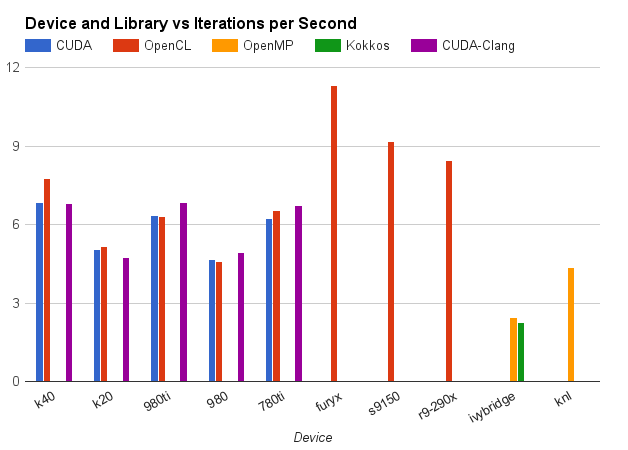 Device and Library vs Iterations per Second
CUDA OpenCL OpenMP Kokkos CUDA-Clang
12
9
6
3
0
k40 k20 980ti 980 780ti furyx s9150 r9-290x ivybridge knl
Device